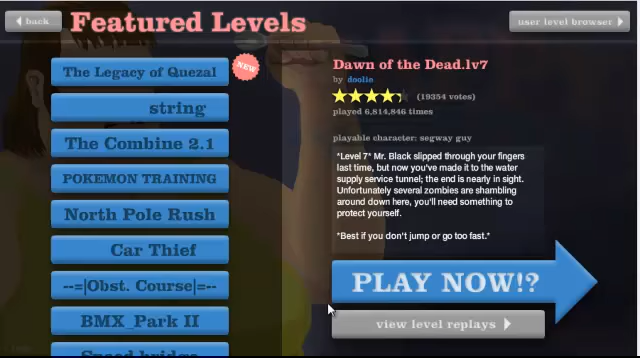 back
Featured Levels
user level browser
The Legacy of Quezal
NEW
string
The Combine 2.1
POKEMON TRAINING
North Pole Rush
Car Thief
--=|Obst. Course|=--
BMX_Park II
Speed bridge
Dawn of the Dead.lv7
by doolie
(19354 votes)
played 6,814,846 times
playable character: segway guy
*Level 7* Mr. Black slipped through your fingers
last time, but now you've made it to the water
supply service tunnel; the end is nearly in sight.
Unfortunately several zombies are shambling
around down here, you'll need something to
protect yourself.
*Best if you don't jump or go too fast.*
PLAY NOW!?
view level replays